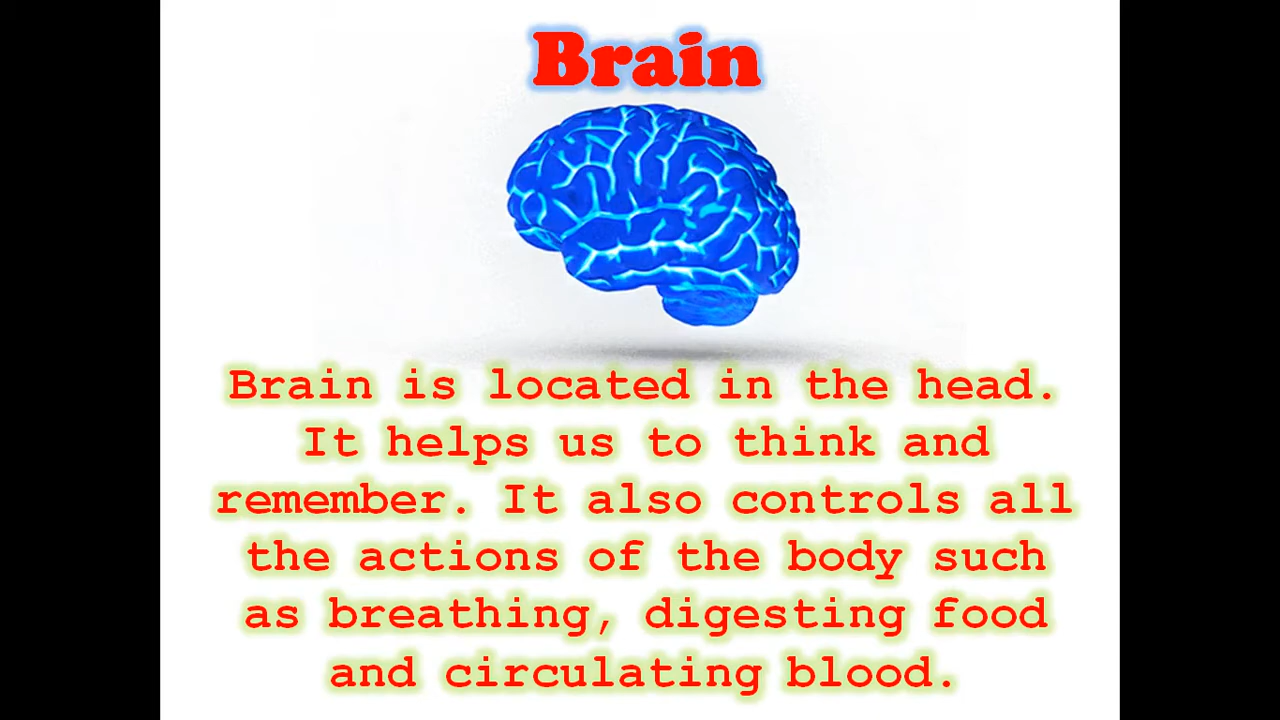 Brain
Brain is located in the head.
It helps us to think and
remember. It also controls all
the actions of the body such
as breathing, digesting food
and circulating blood.